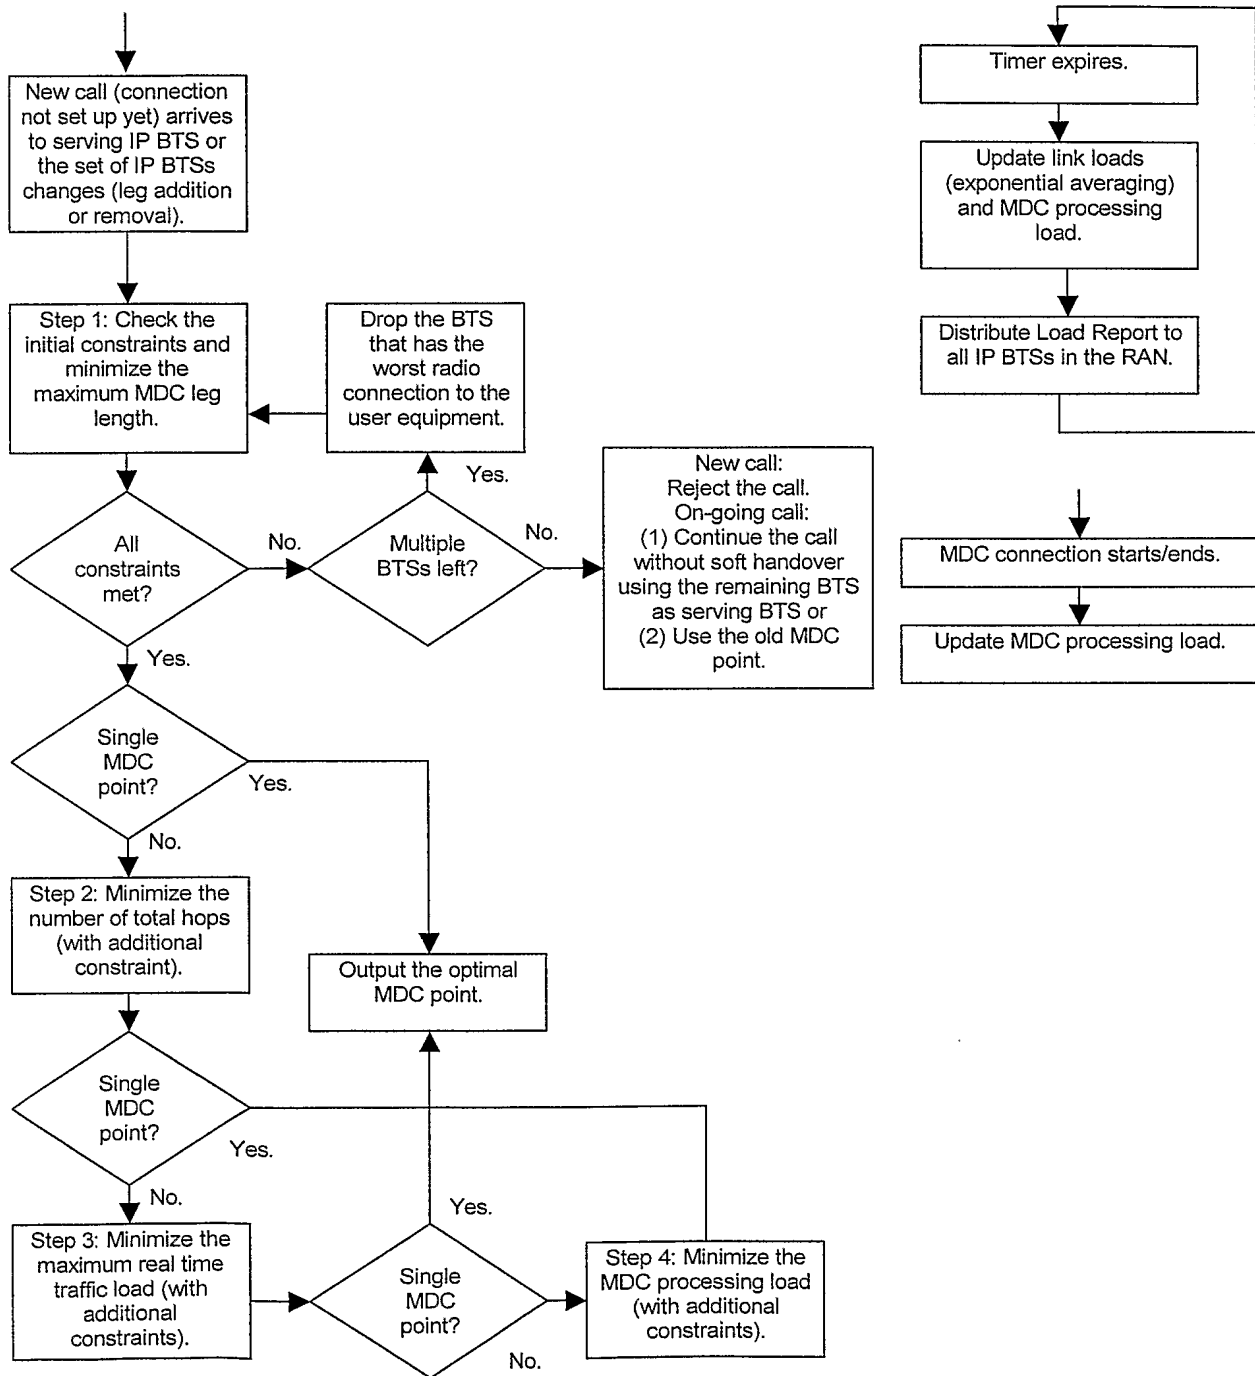 New call (connection
not set up yet) arrives
to serving IP BTS or
the set of IP BTSs
changes (leg addition
or removal).
Step 1: Check the
initial constraints and
minimize the
maximum MDC leg
length.
Drop the BTS
that has the
worst radio
connection to the
user equipment.
Yes.
All
constraints
met?
No.
Multiple
BTSs left?
No.
New call:
Reject the call.
On-going call:
(1) Continue the call
without soft handover
using the remaining BTS
as serving BTS or
(2) Use the old MDC
point.
Yes.
Single
MDC
point?
Yes.
No.
Step 2: Minimize the
number of total hops
(with additional
constraint).
Output the optimal
MDC point.
Single
MDC
point?
Yes.
No.
Step 3: Minimize the
maximum real time
traffic load (with
additional
constraints).
Yes.
Single
MDC
point?
No.
Step 4: Minimize the
MDC processing load
(with additional
constraints).
Timer expires.
Update link loads
(exponential averaging)
and MDC processing
load.
Distribute Load Report to
all IP BTSs in the RAN.
MDC connection starts/ends.
Update MDC processing load.